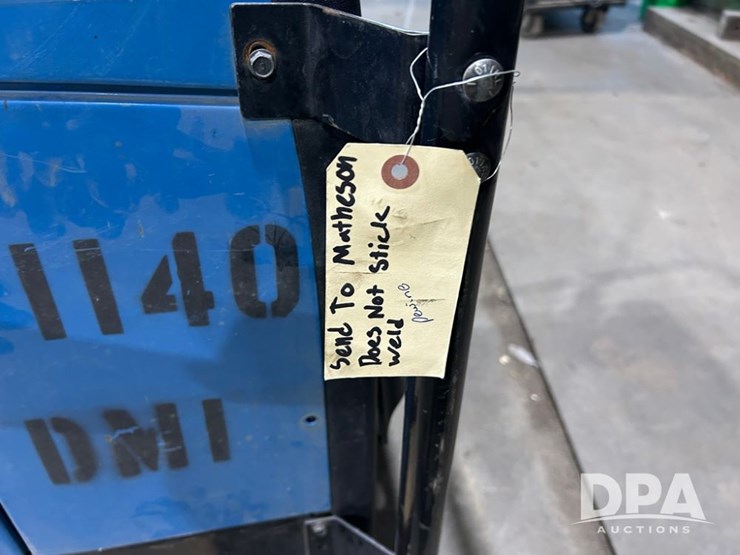 Send To Matheson
Does Not Stick
weld
1140
DMI
DPA
AUCTIONS